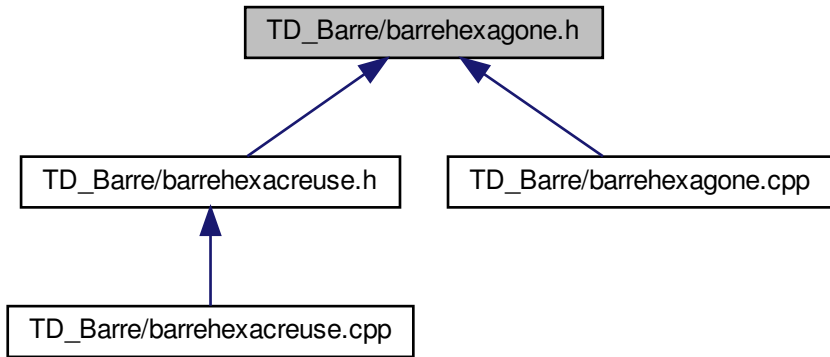 TD_Barre/barrehexagone.h
TD_Barre/barrehexacreuse.h
TD_Barre/barrehexagone.cpp
TD_Barre/barrehexacreuse.cpp